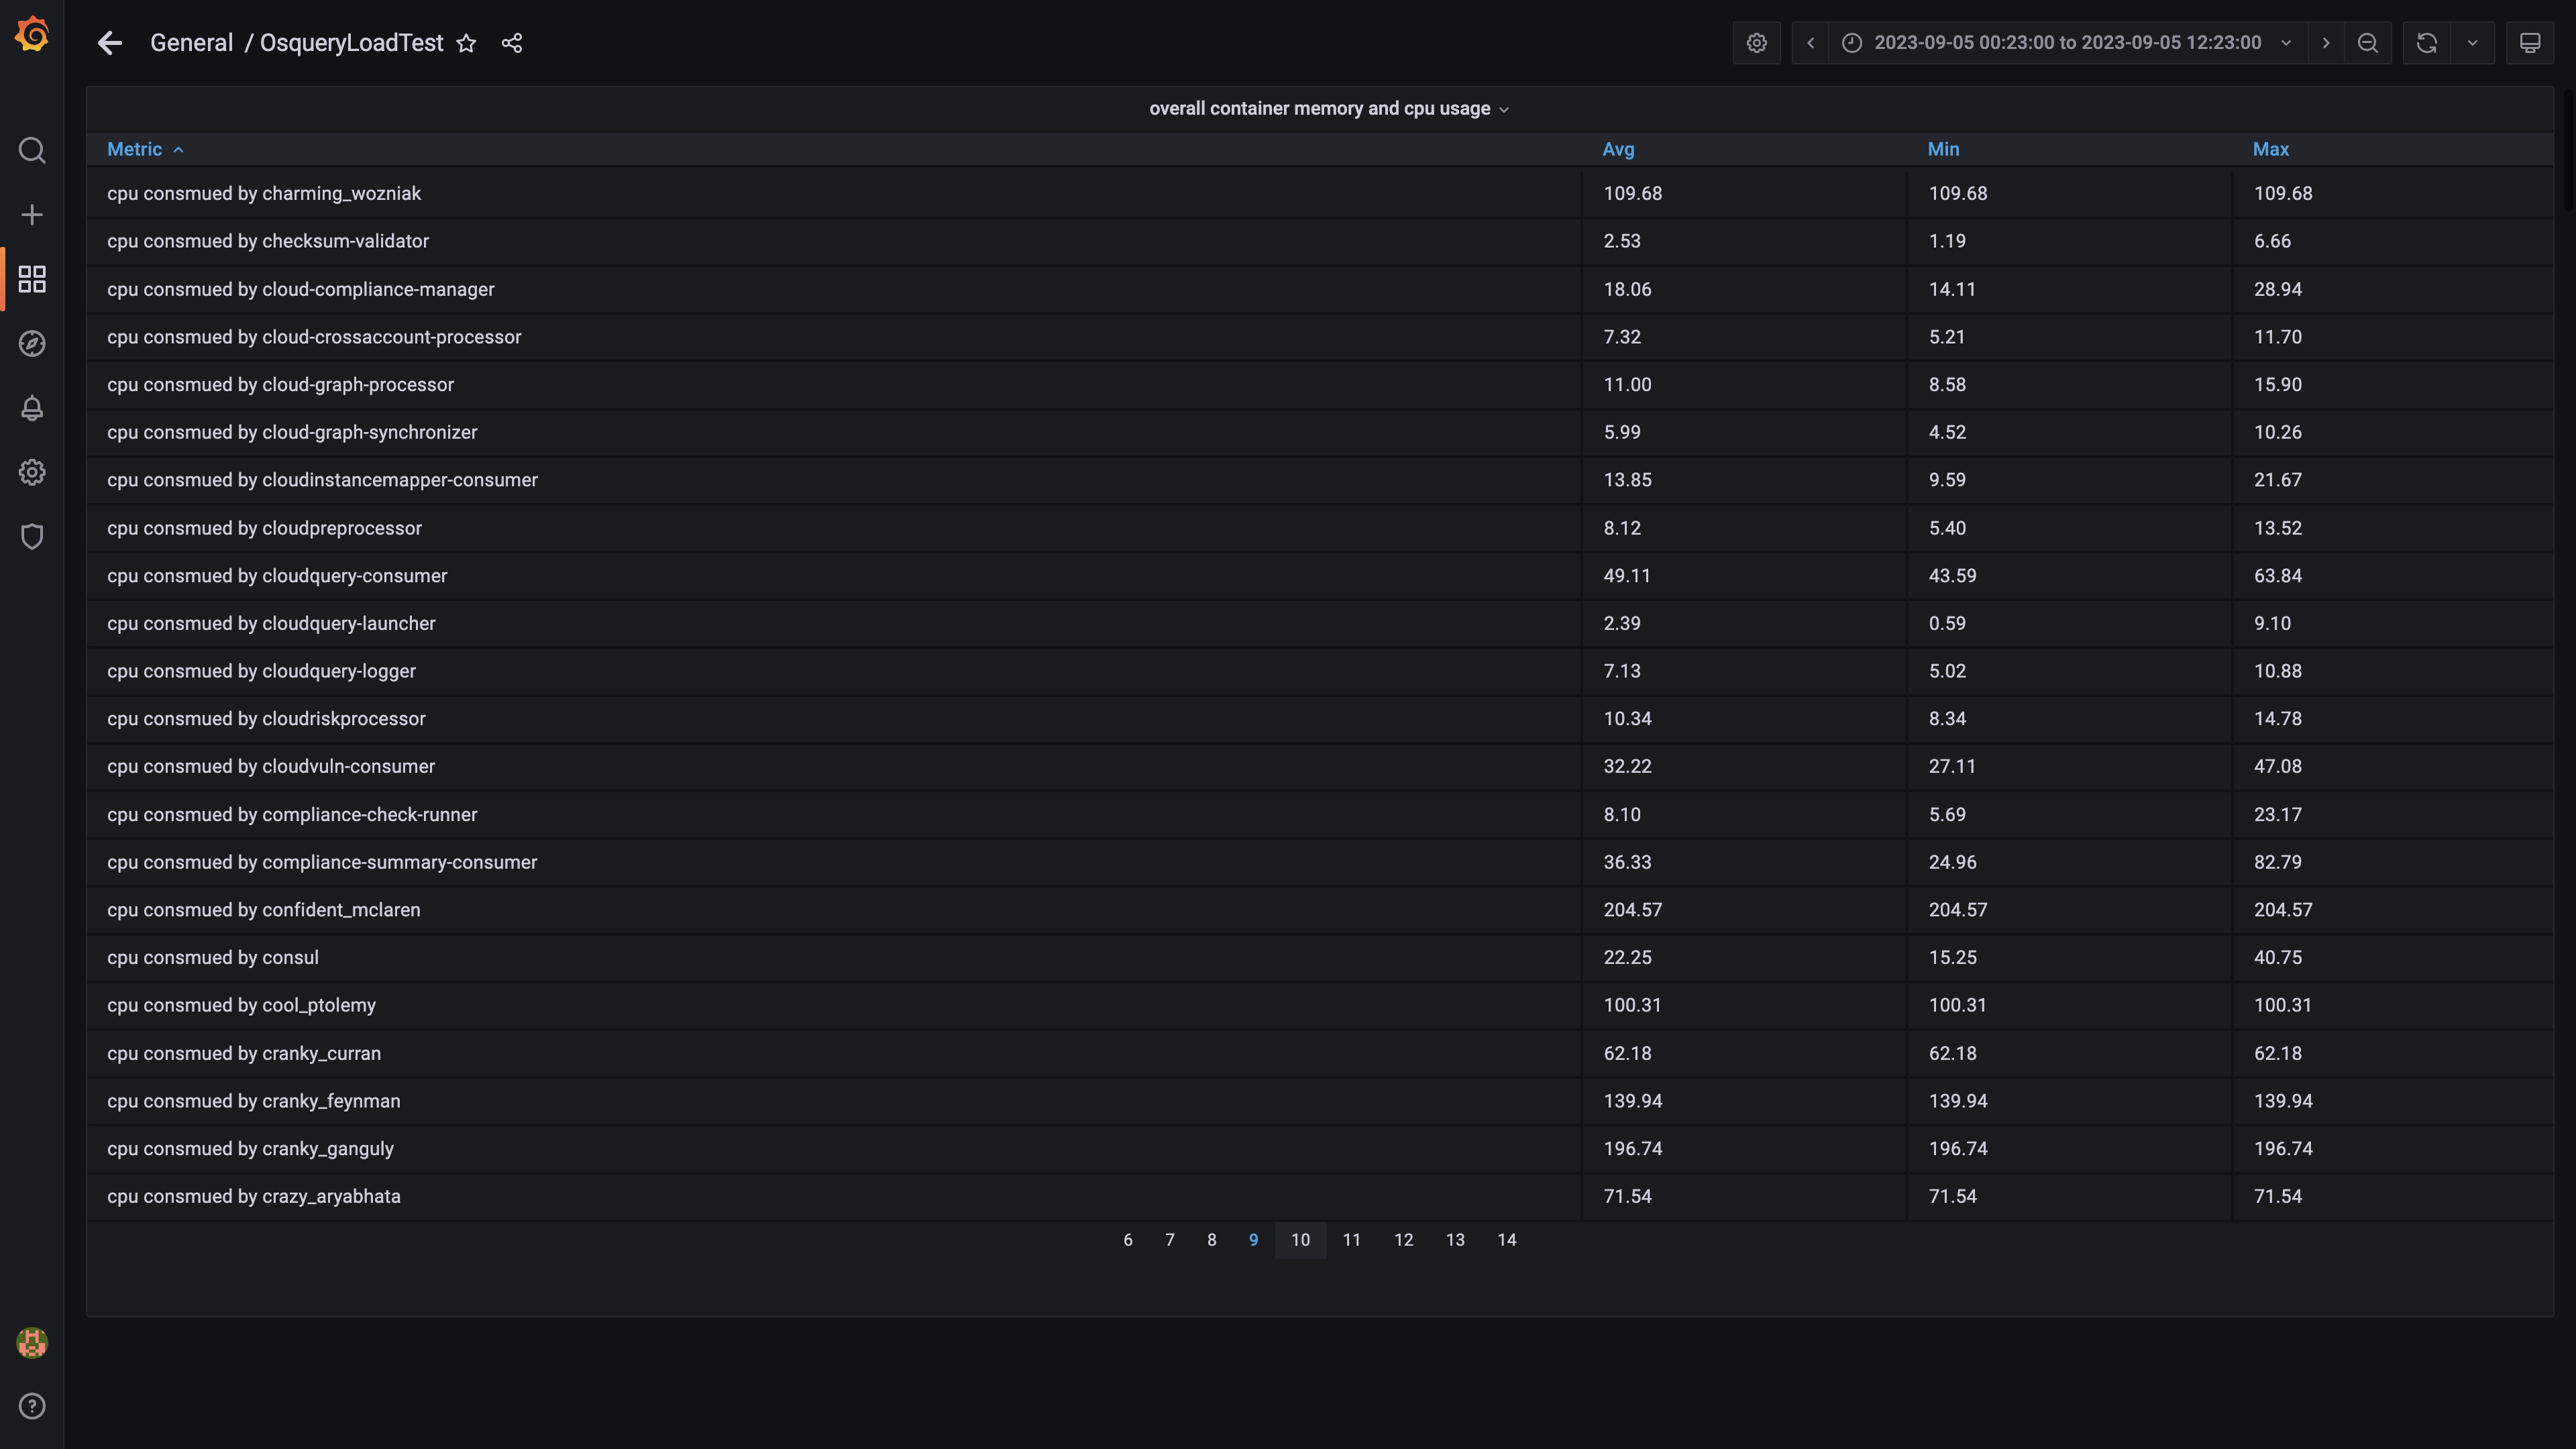 General / OsqueryLoadTest
2023-09-05 00:23:00 to 2023-09-05 12:23:00
overall container memory and cpu usage
Metric Avg Min Max
cpu consmued by charming_wozniak 109.68 109.68 109.68
cpu consmued by checksum-validator 2.53 1.19 6.66
cpu consmued by cloud-compliance-manager 18.06 14.11 28.94
cpu consmued by cloud-crossaccount-processor 7.32 5.21 11.70
cpu consmued by cloud-graph-processor 11.00 8.58 15.90
cpu consmued by cloud-graph-synchronizer 5.99 4.52 10.26
cpu consmued by cloudinstancemapper-consumer 13.85 9.59 21.67
cpu consmued by cloudpreprocessor 8.12 5.40 13.52
cpu consmued by cloudquery-consumer 49.11 43.59 63.84
cpu consmued by cloudquery-launcher 2.39 0.59 9.10
cpu consmued by cloudquery-logger 7.13 5.02 10.88
cpu consmued by cloudriskprocessor 10.34 8.34 14.78
cpu consmued by cloudvuln-consumer 32.22 27.11 47.08
cpu consmued by compliance-check-runner 8.10 5.69 23.17
cpu consmued by compliance-summary-consumer 36.33 24.96 82.79
cpu consmued by confident_mclaren 204.57 204.57 204.57
cpu consmued by consul 22.25 15.25 40.75
cpu consmued by cool_ptolemy 100.31 100.31 100.31
cpu consmued by cranky_curran 62.18 62.18 62.18
cpu consmued by cranky_feynman 139.94 139.94 139.94
cpu consmued by cranky_ganguly 196.74 196.74 196.74
cpu consmued by crazy_aryabhata 71.54 71.54 71.54
6 7 8 9 10 11 12 13 14